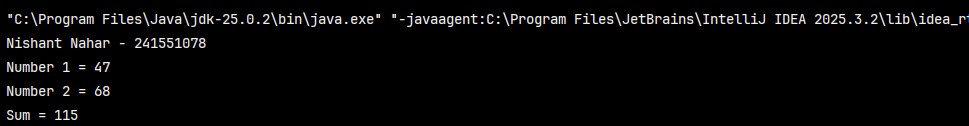 "C:\Program Files\Java\jdk-25.0.2\bin\java.exe" "-javaagent:C:\Program Files\JetBrains\IntelliJ IDEA 2025.3.2\lib\idea_r
Nishant Nahar - 241551078
Number 1 = 47
Number 2 = 68
Sum = 115